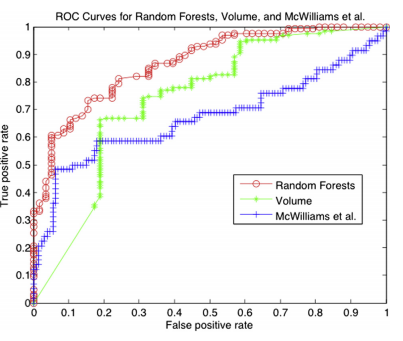 ROC Curves for Random Forests, Volume, and McWilliams et al.
1
0.9
0.8
0.7
0.6
0.5
0.4
0.3
0.2
0.1
0
True positive rate
Random Forests
Volume
McWilliams et al.
0 0.1 0.2 0.3 0.4 0.5 0.6 0.7 0.8 0.9 1
False positive rate